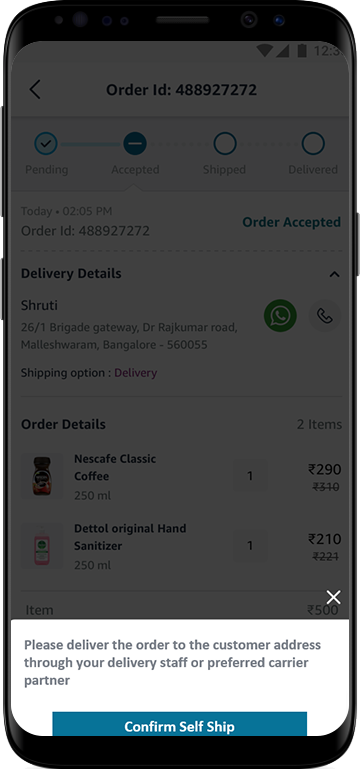 12:3
Order Id: 488927272
Pending
Accepted
Shipped
Delivered
Today • 02:05 PM
Order Accepted
Order Id: 488927272
Delivery Details
Shruti
26/1 Brigade gateway, Dr Rajkumar road,
Malleshwaram, Bangalore - 560055
Shipping option : Delivery
Order Details
2 Items
Nescafe Classic
Coffee
250 ml
1
₹290
₹310
Dettol original Hand
Sanitizer
250 ml
1
₹210
₹221
Item
₹500
Please deliver the order to the customer address
through your delivery staff or preferred carrier
partner
Confirm Self Ship